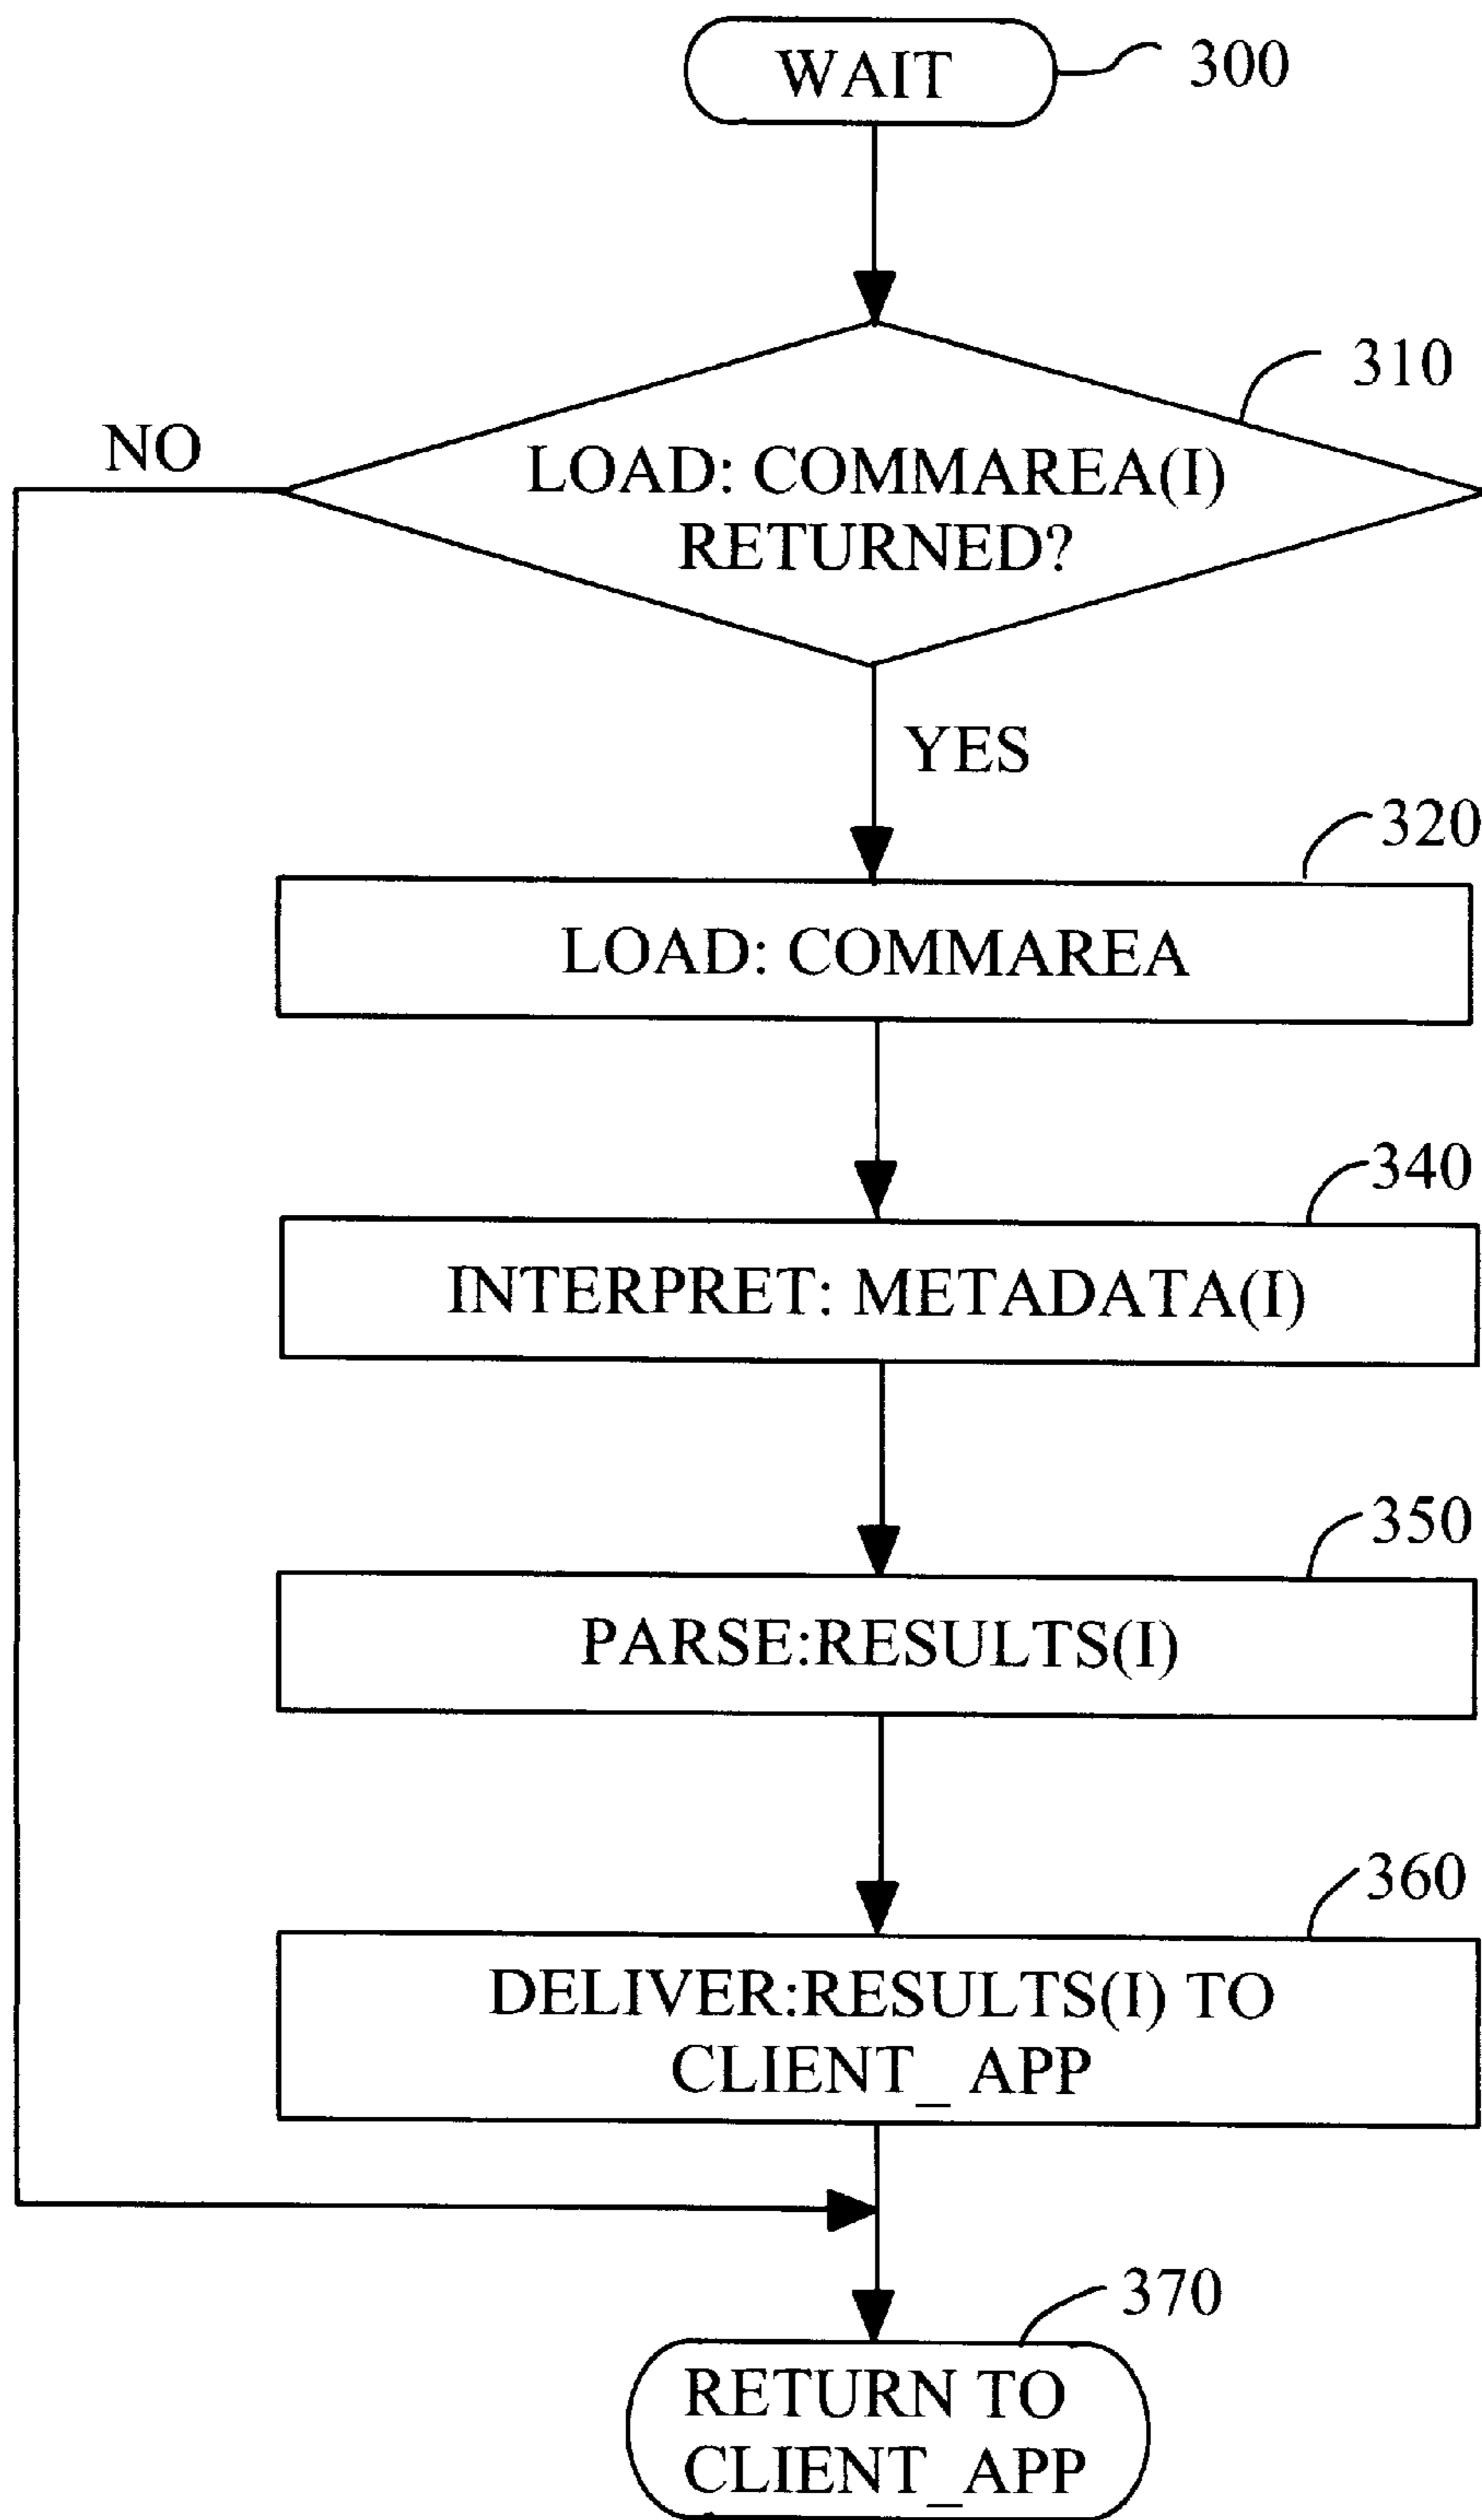 WAIT
300
310
NO
LOAD: COMMAREA(I)
RETURNED?
YES
320
LOAD: COMMAREA
340
INTERPRET: METADATA(I)
350
PARSE:RESULTS(I)
360
DELIVER:RESULTS(I) TO
CLIENT_ APP
370
RETURN TO
CLIENT_APP